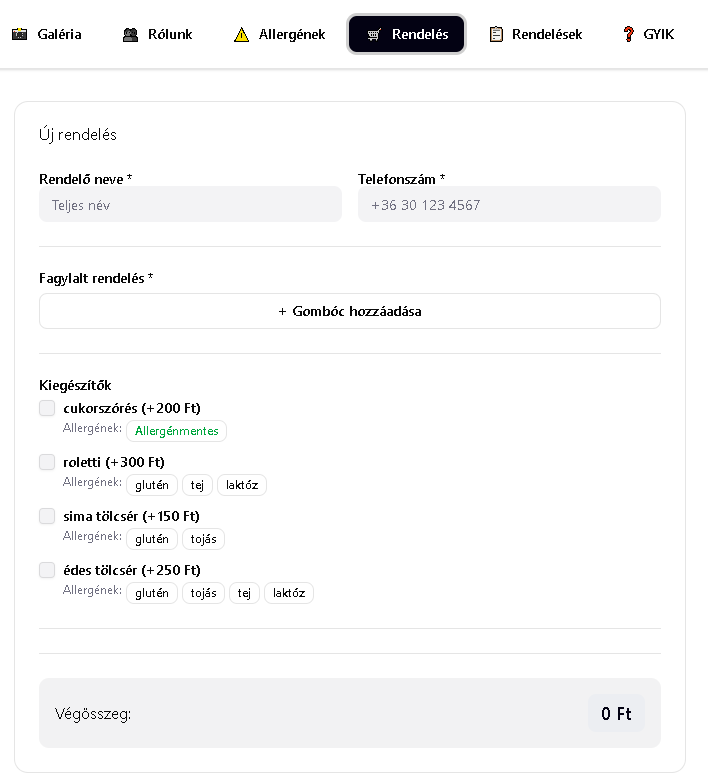 Galéria Rólunk Allergének Rendelés Rendelések GYIK
Új rendelés
Rendelő neve * Telefonszám *
Teljes név +36 30 123 4567
Fagylalt rendelés *
+ Gombóc hozzáadása
Kiegészítők
cukorszórés (+200 Ft)
Allergének: Allergénmentes
roletti (+300 Ft)
Allergének: glutén tej laktóz
sima tölcsér (+150 Ft)
Allergének: glutén tojás
édes tölcsér (+250 Ft)
Allergének: glutén tojás tej laktóz
Végösszeg: 0 Ft